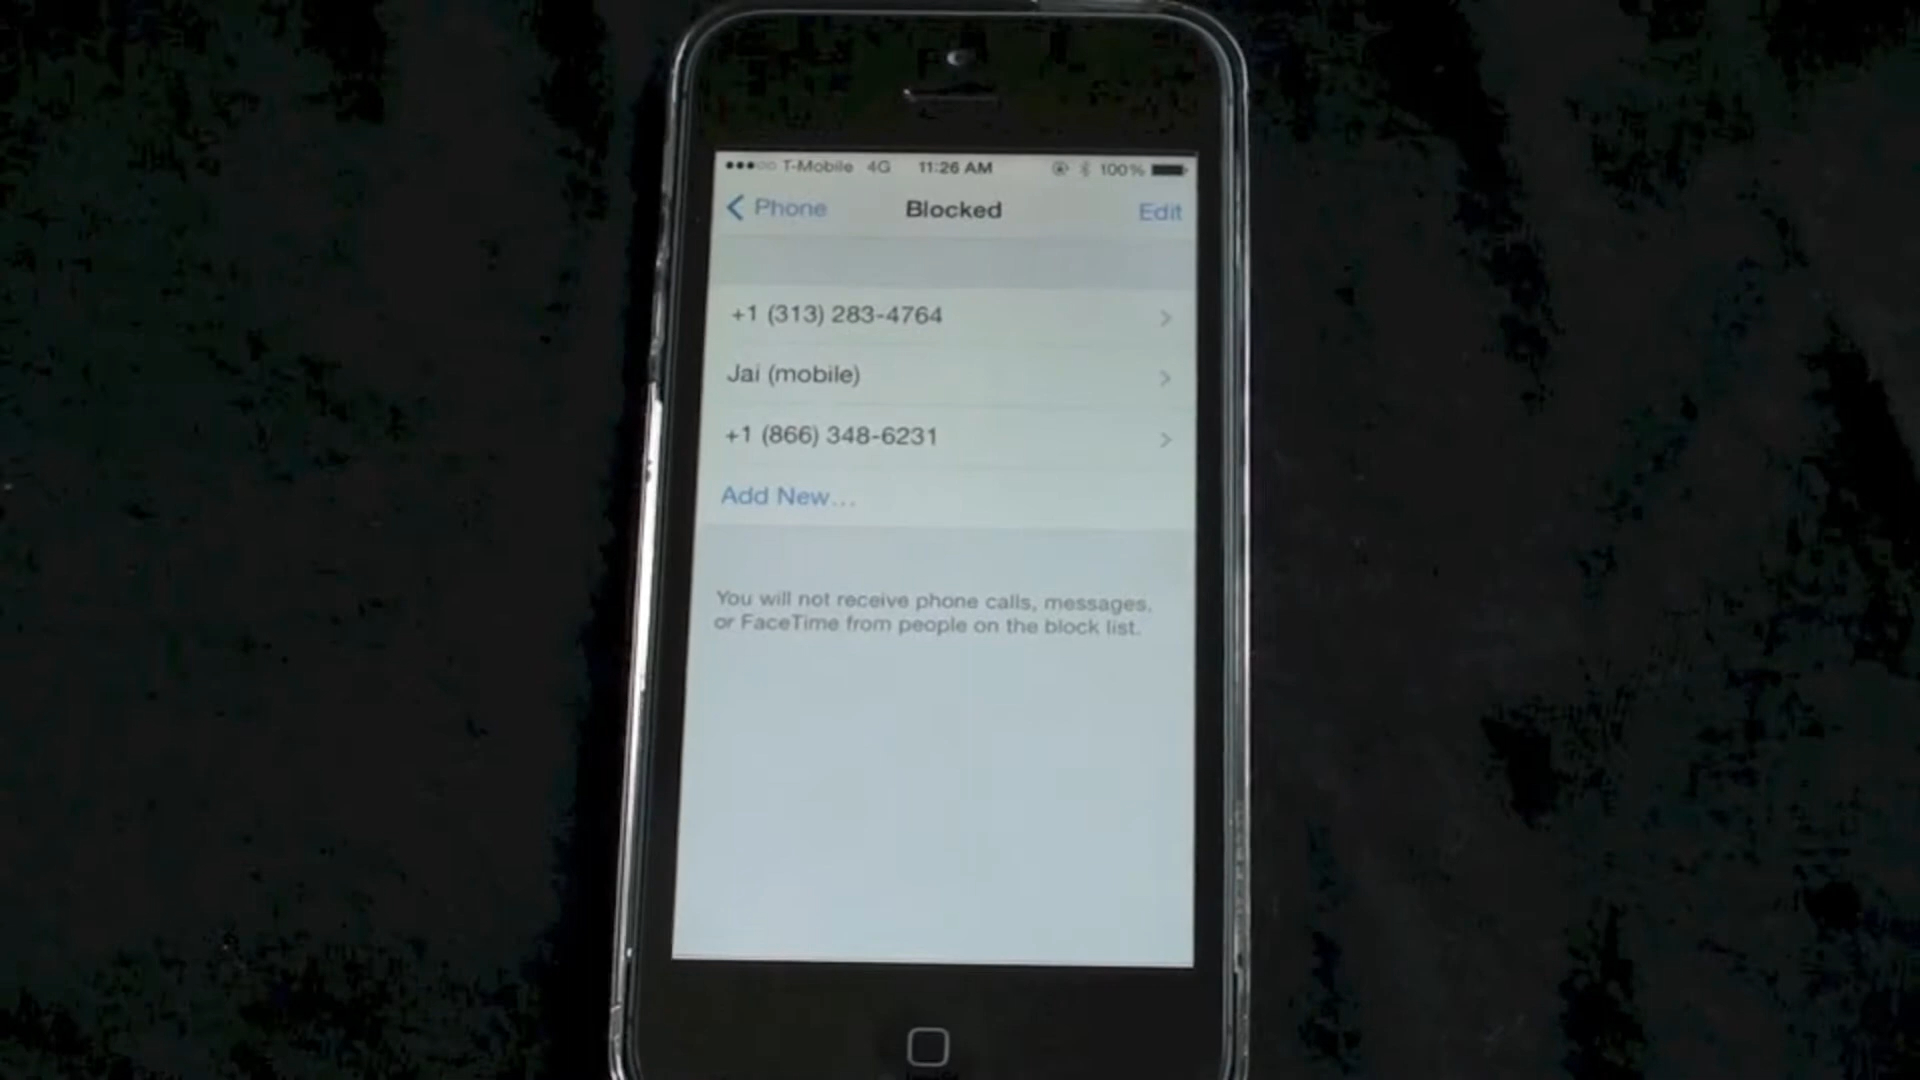 T-Mobile 4G 11:26 AM 100%
Phone Blocked Edit
+1 (313) 283-4764
Jai (mobile)
+1 (866) 348-6231
Add New...
You will not receive phone calls, messages,
or FaceTime from people on the block list.